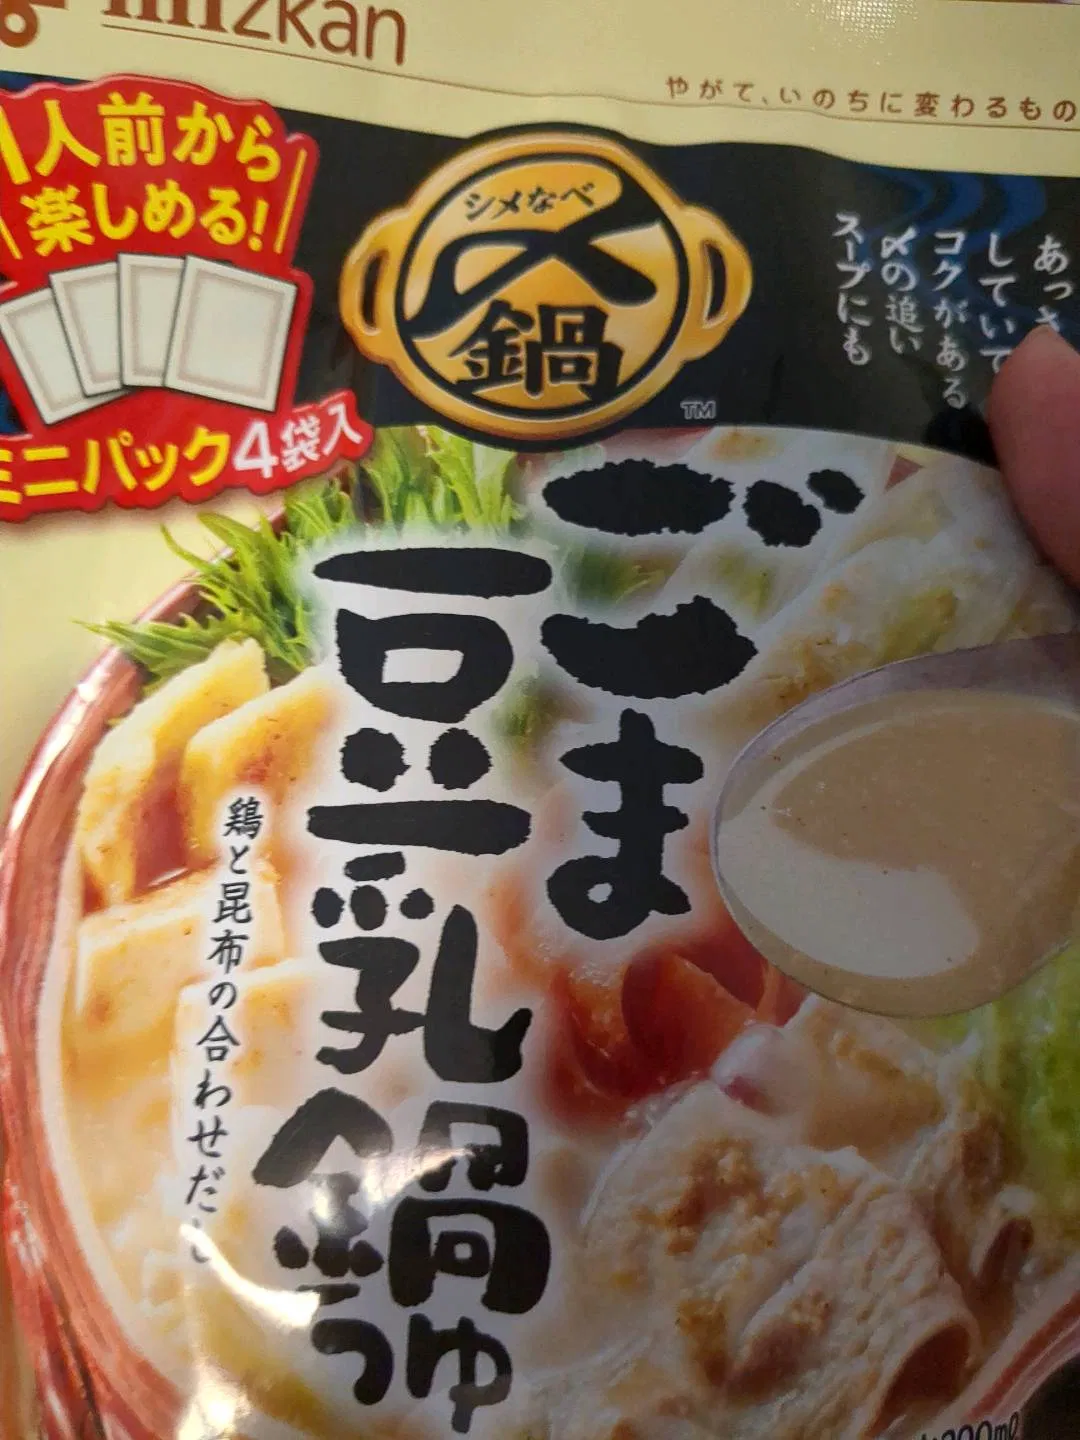 mizkan
やがて、いのちに変わるもの
1人前から
楽しめる!
ミニパック4袋入
シメなべ
〆鍋
TM
あっさ
していて
コクがある
〆の追い
スープにも
ごま
豆乳鍋つゆ
鶏と昆布の合わせだし